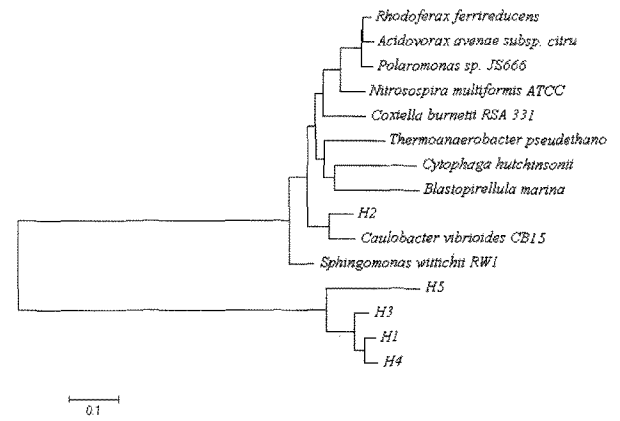 Rhodoferax ferrireducens
Acidovorax avenae subsp. citru
Polaromonas sp. JS666
Nitrosospira multiformis ATCC
Coxiella burnetii RSA 331
Thermoanaerobacter pseudethano
Cytophaga hutchinsonii
Blastopirellula marina
H2
Caulobacter vibrioides CB15
Sphingomonas wittichii RW1
H5
H3
H1
H4
0.1